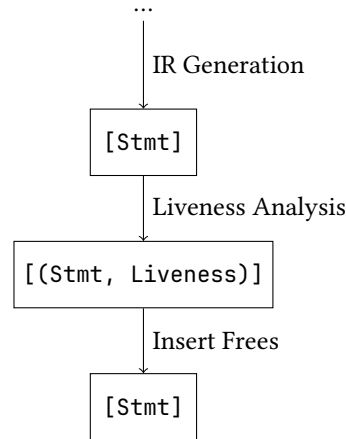 ...
IR Generation
[Stmt]
Liveness Analysis
[(Stmt, Liveness)]
Insert Frees
[Stmt]